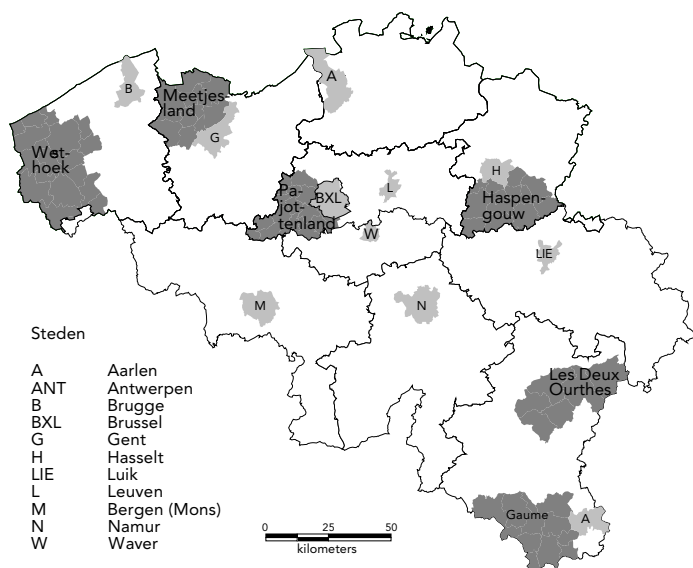 A
B
Meetjes-
land
G
West-
hoek
H
L
Pa-
jot-
tenland
BXL
Haspen-
gouw
W
LIE
M
N
Steden
Les Deux
Ourthes
A Aarlen
ANT Antwerpen
B Brugge
BXL Brussel
G Gent
H Hasselt
LIE Luik
L Leuven
M Bergen (Mons)
N Namur
W Waver
Gaume
A
0 25 50
kilometers